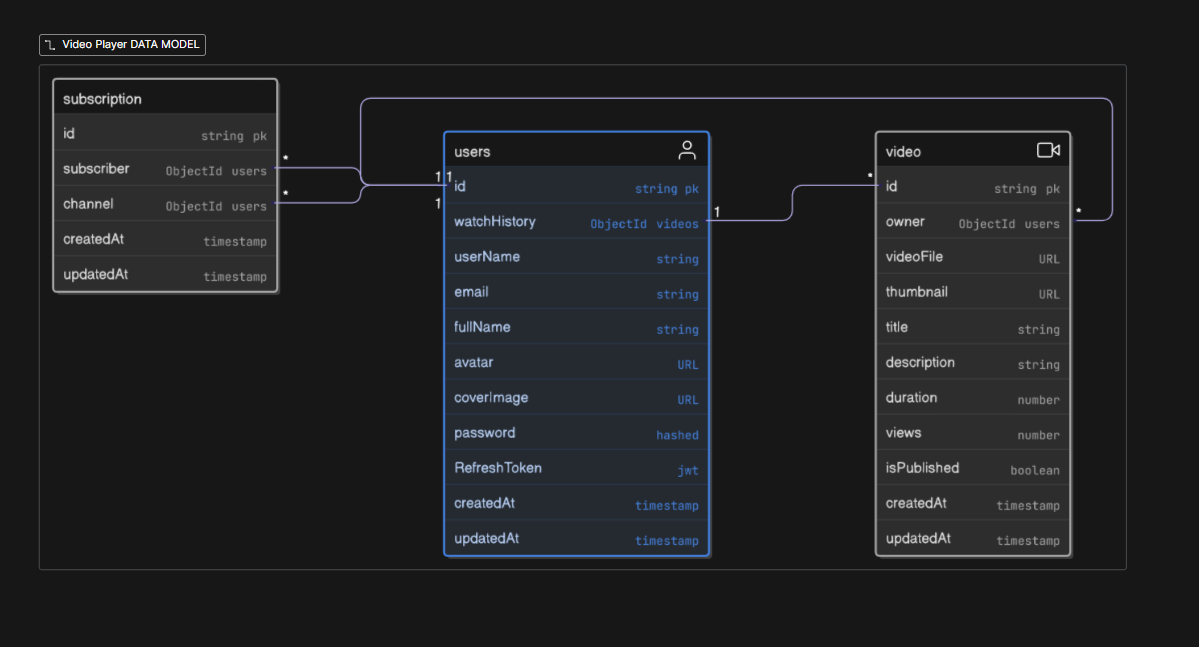 Video Player DATA MODEL
subscription
id string pk
subscriber ObjectId users
channel ObjectId users
createdAt timestamp
updatedAt timestamp
*
*
1 1
1
users
id string pk
watchHistory ObjectId videos
userName string
email string
fullName string
avatar URL
coverImage URL
password hashed
RefreshToken jwt
createdAt timestamp
updatedAt timestamp
1
*
video
id string pk
owner ObjectId users
videoFile URL
thumbnail URL
title string
description string
duration number
views number
isPublished boolean
createdAt timestamp
updatedAt timestamp
*